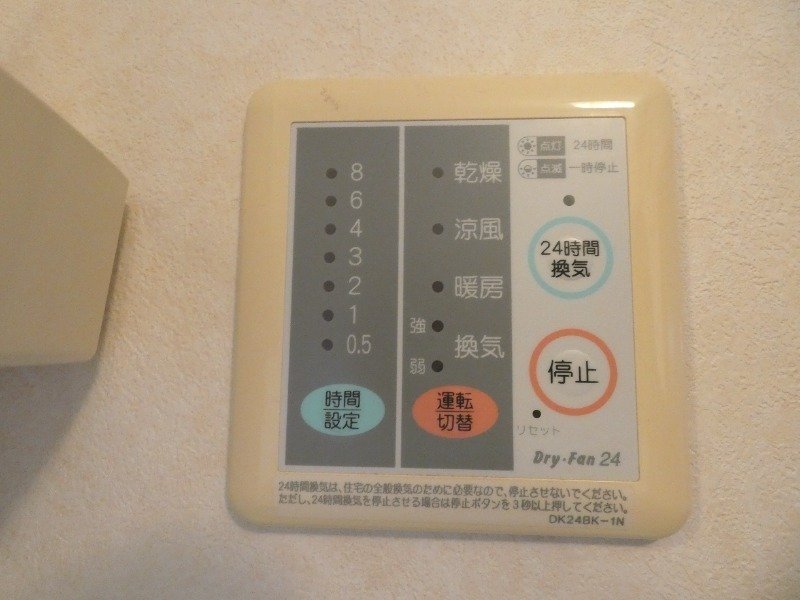 8
6
4
3
2
1
0.5
時間
設定
乾燥
涼風
暖房
強
換気
弱
運転
切替
点灯 24時間
点滅 一時停止
24時間
換気
停止
リセット
Dry・Fan 24
24時間換気は、住宅の全般換気のために必要なので、停止させないでください。
ただし、24時間換気を停止させる場合は停止ボタンを3秒以上押してください。
DK24BK-1N